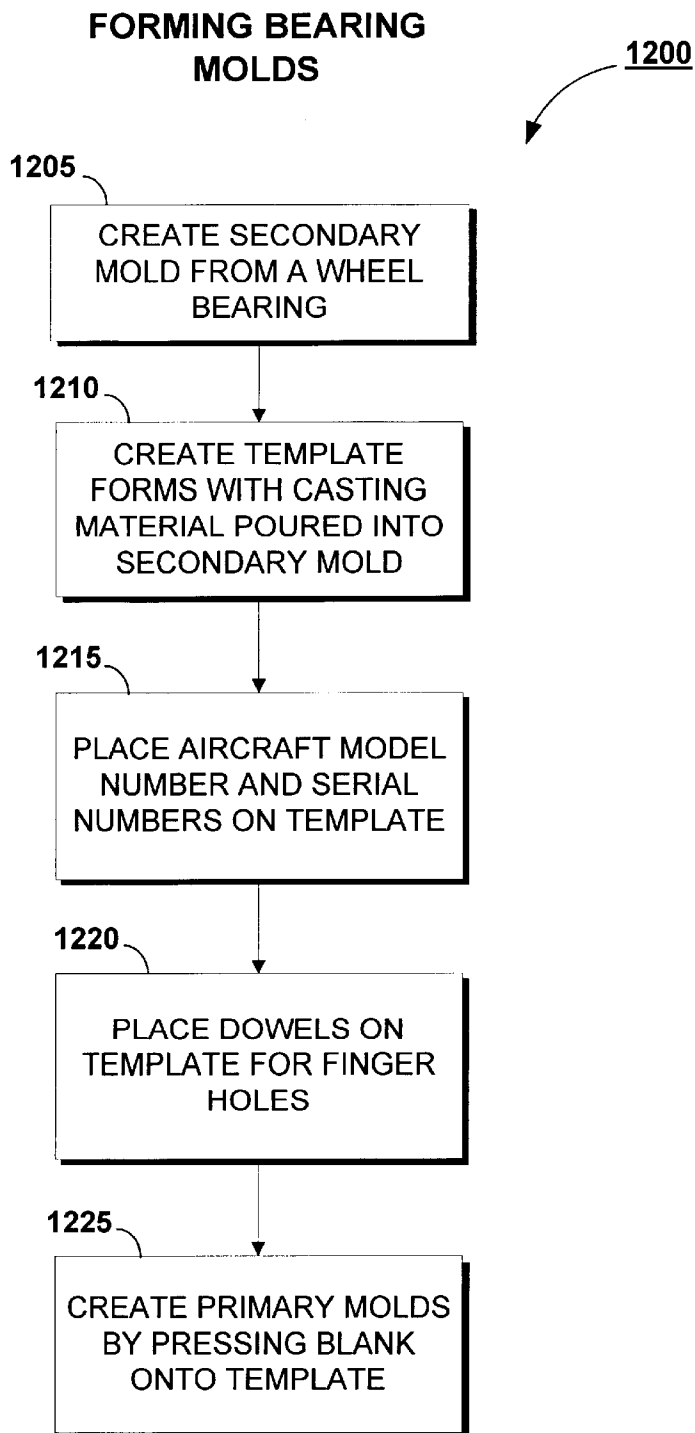 FORMING BEARING
MOLDS
1200
1205
CREATE SECONDARY
MOLD FROM A WHEEL
BEARING
1210
CREATE TEMPLATE
FORMS WITH CASTING
MATERIAL POURED INTO
SECONDARY MOLD
1215
PLACE AIRCRAFT MODEL
NUMBER AND SERIAL
NUMBERS ON TEMPLATE
1220
PLACE DOWELS ON
TEMPLATE FOR FINGER
HOLES
1225
CREATE PRIMARY MOLDS
BY PRESSING BLANK
ONTO TEMPLATE